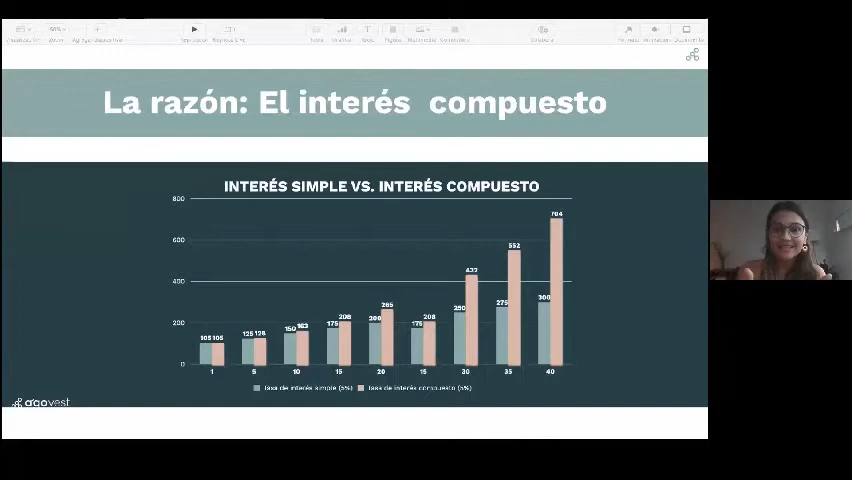 La razón: El interés compuesto
INTERÉS SIMPLE VS. INTERÉS COMPUESTO
800
600
400
200
0
105 105
125 128
150 163
175 208
200 265
175 208
250 432
275 552
300 704
1 5 10 15 20 15 30 35 40
Tasa de interés simple (5%) Tasa de interés compuesto (5%)
argovest